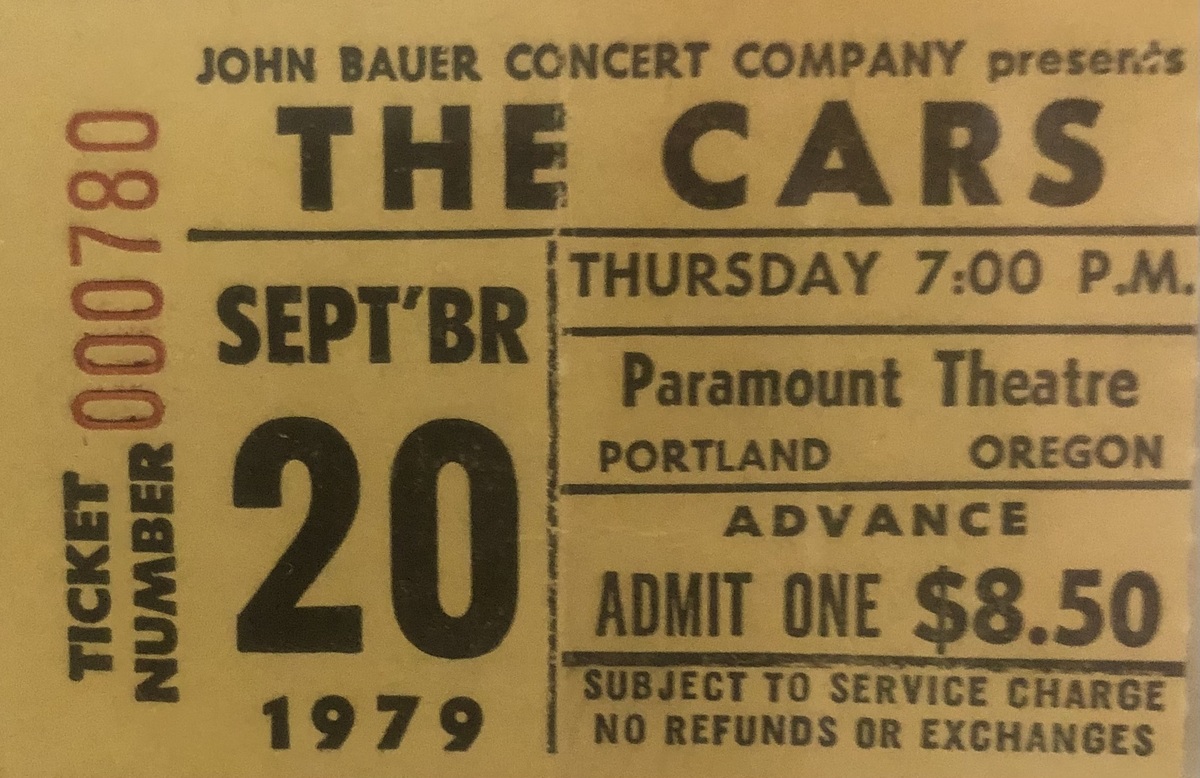 JOHN BAUER CONCERT COMPANY presents
THE CARS
TICKET
NUMBER 000780
SEPT'BR
20
1979
THURSDAY 7:00 P.M.
Paramount Theatre
PORTLAND OREGON
ADVANCE
ADMIT ONE $8.50
SUBJECT TO SERVICE CHARGE
NO REFUNDS OR EXCHANGES